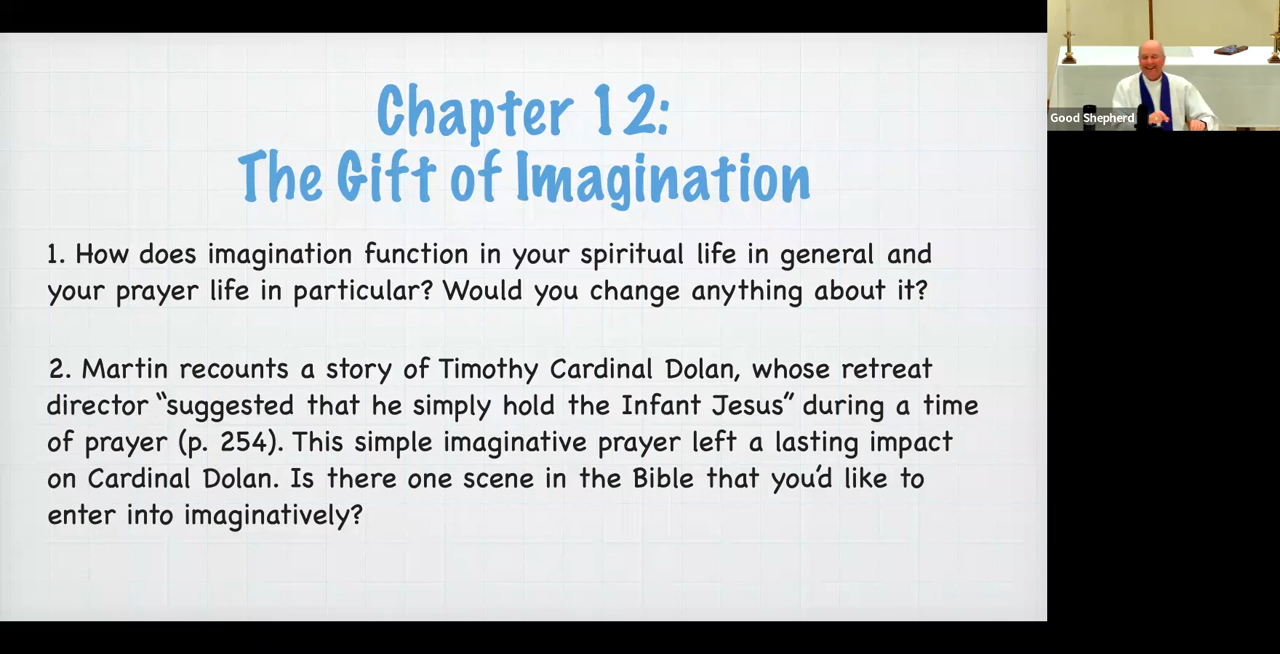 Chapter 12:
The Gift of Imagination
1. How does imagination function in your spiritual life in general and
your prayer life in particular? Would you change anything about it?
2. Martin recounts a story of Timothy Cardinal Dolan, whose retreat
director “suggested that he simply hold the Infant Jesus” during a time
of prayer (p. 254). This simple imaginative prayer left a lasting impact
on Cardinal Dolan. Is there one scene in the Bible that you’d like to
enter into imaginatively?
Good Shepherd